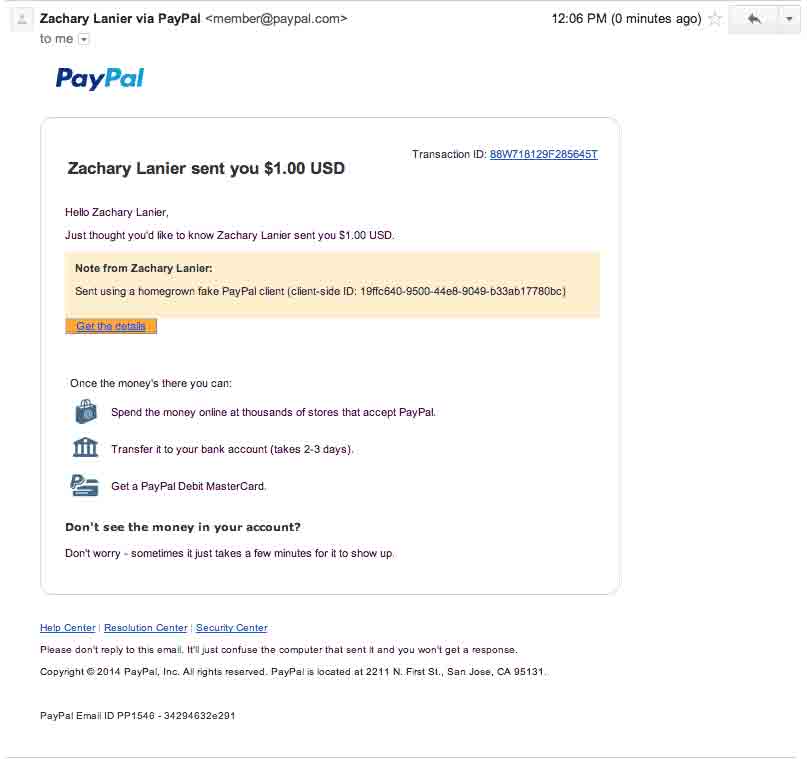 Zachary Lanier via PayPal <member@paypal.com> 12:06 PM (0 minutes ago)
to me
PayPal
Transaction ID: 88W718129F285645T
Zachary Lanier sent you $1.00 USD
Hello Zachary Lanier,
Just thought you'd like to know Zachary Lanier sent you $1.00 USD.
Note from Zachary Lanier:
Sent using a homegrown fake PayPal client (client-side ID: 19ffc640-9500-44e8-9049-b33ab17780bc)
Get the details
Once the money's there you can:
Spend the money online at thousands of stores that accept PayPal.
Transfer it to your bank account (takes 2-3 days).
Get a PayPal Debit MasterCard.
Don't see the money in your account?
Don't worry - sometimes it just takes a few minutes for it to show up.
Help Center | Resolution Center | Security Center
Please don't reply to this email. It'll just confuse the computer that sent it and you won't get a response.
Copyright © 2014 PayPal, Inc. All rights reserved. PayPal is located at 2211 N. First St., San Jose, CA 95131.
PayPal Email ID PP1546 - 34294632e291